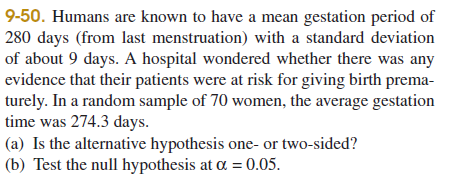 9-50. Humans are known to have a mean gestation period of
280 days (from last menstruation) with a standard deviation
of about 9 days. A hospital wondered whether there was any
evidence that their patients were at risk for giving birth prema-
turely. In a random sample of 70 women, the average gestation
time was 274.3 days.
(a) Is the alternative hypothesis one- or two-sided?
(b) Test the null hypothesis at α = 0.05.